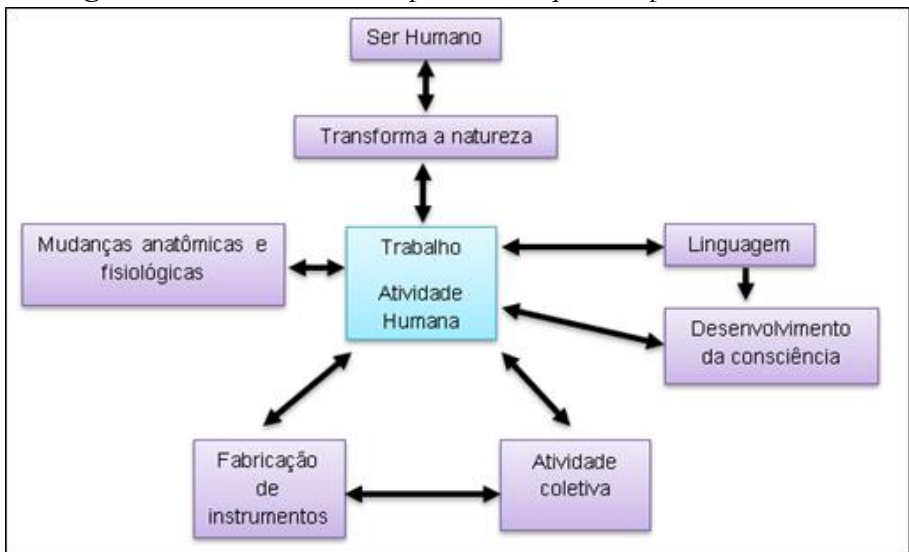 Ser Humano
Transforma a natureza
Mudanças anatômicas e
fisiológicas
Trabalho
Atividade
Humana
Linguagem
Desenvolvimento
da consciência
Fabricação
de
instrumentos
Atividade
coletiva